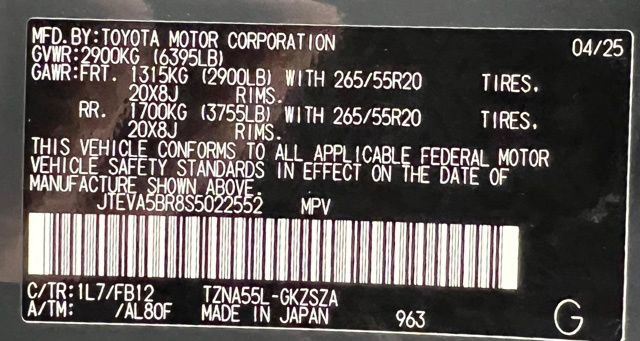 MFD.BY:TOYOTA MOTOR CORPORATION 04/25
GVWR:2900KG (6395LB)
GAWR:FRT. 1315KG (2900LB) WITH 265/55R20 TIRES.
20X8J RIMS.
RR. 1700KG (3755LB) WITH 265/55R20 TIRES.
20X8J RIMS.
THIS VEHICLE CONFORMS TO ALL APPLICABLE FEDERAL MOTOR
VEHICLE SAFETY STANDARDS IN EFFECT ON THE DATE OF
MANUFACTURE SHOWN ABOVE.
JTEVA5BR8S5022552 MPV
C/TR:1L7/FB12 TZNA55L-GKZSZA
A/TM: /AL80F MADE IN JAPAN 963 G